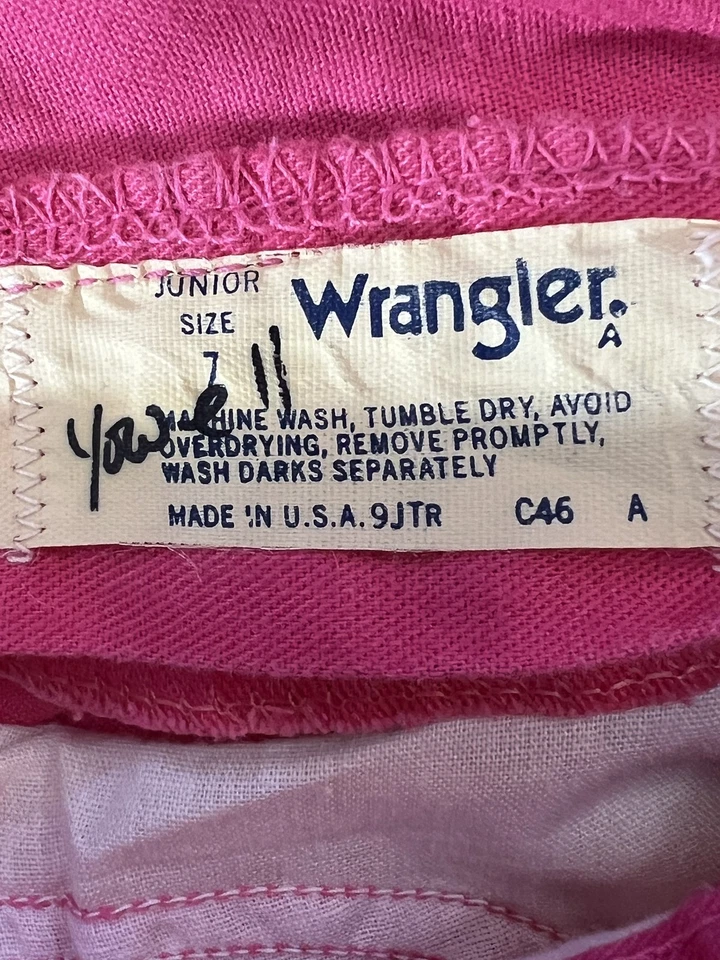 JUNIOR
SIZE
7
Wrangler®
A
Yowell
MACHINE WASH, TUMBLE DRY, AVOID
OVERDRYING, REMOVE PROMPTLY,
WASH DARKS SEPARATELY
MADE IN U.S.A. 9JTR C46 A